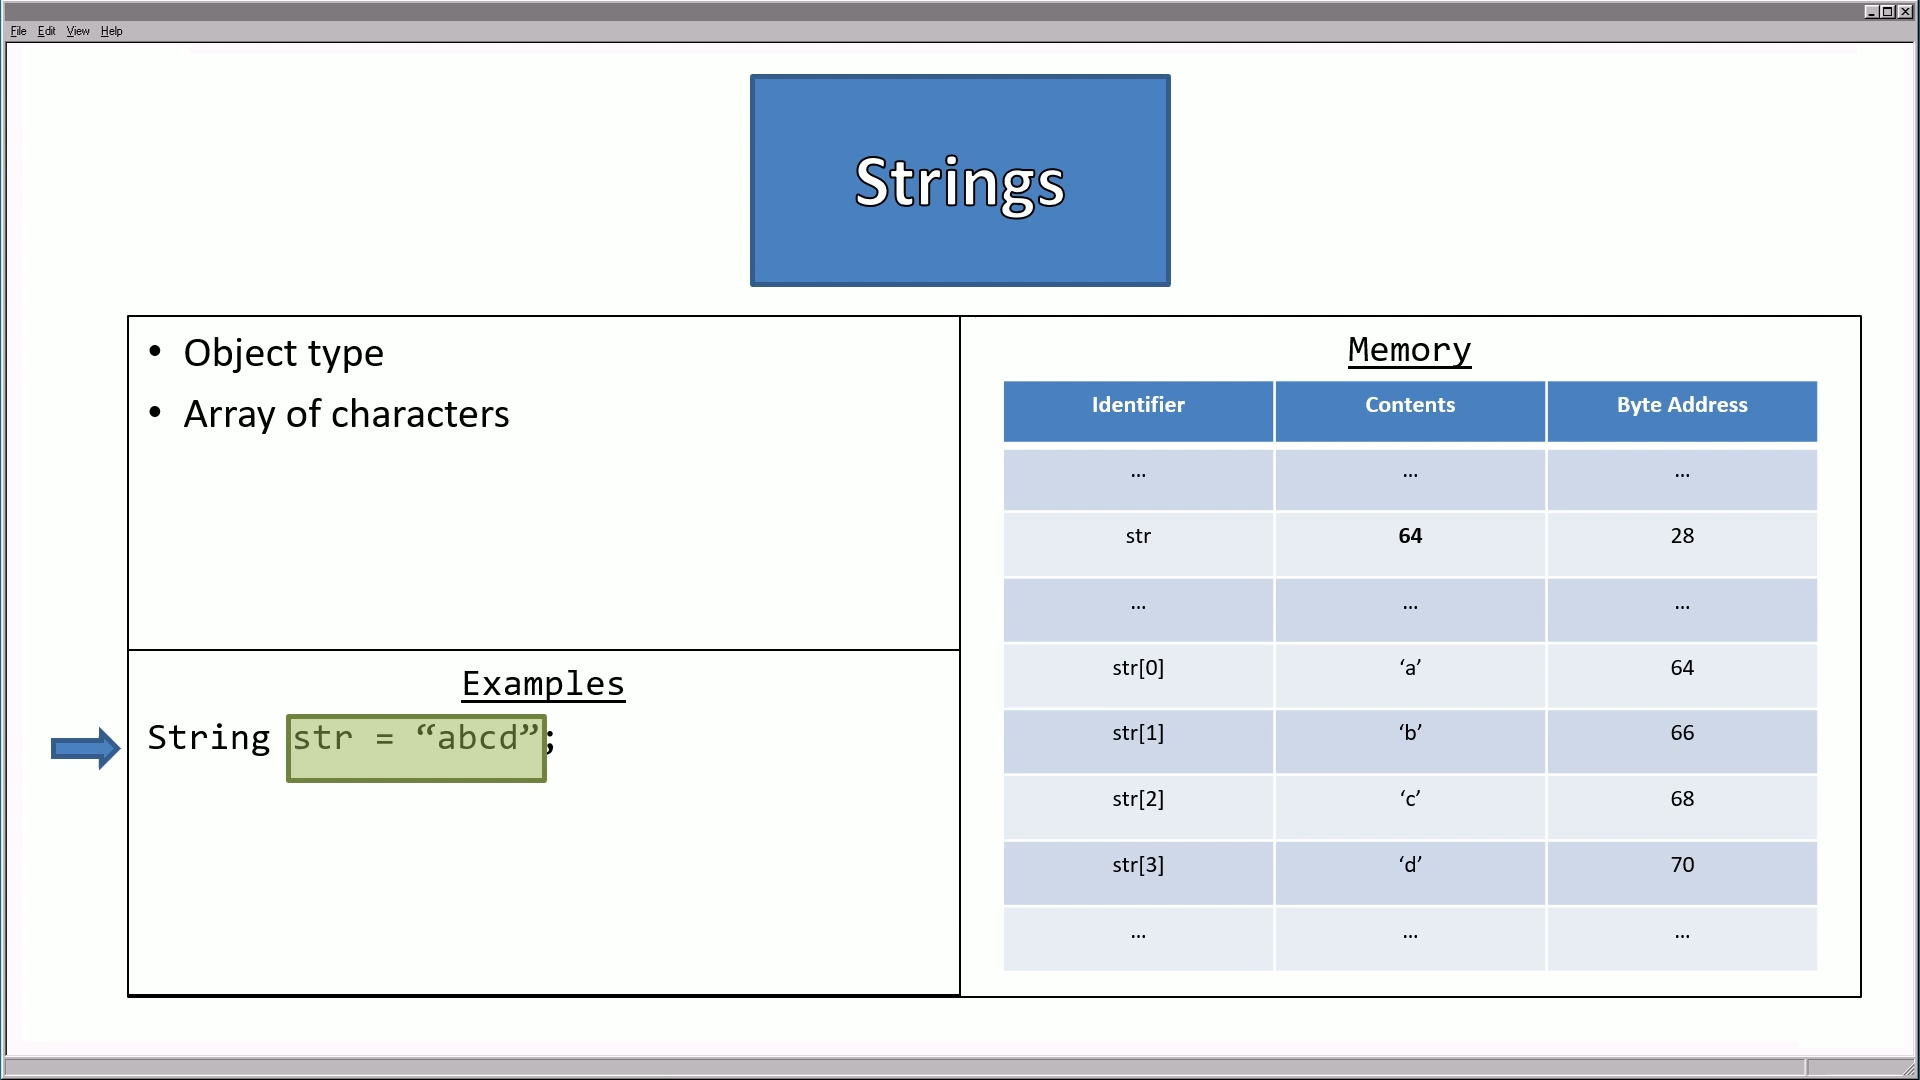 File Edit View Help
Strings
• Object type
• Array of characters
Examples
String str = “abcd”;
Memory
Identifier Contents Byte Address
... ... ...
str 64 28
... ... ...
str[0] ‘a’ 64
str[1] ‘b’ 66
str[2] ‘c’ 68
str[3] ‘d’ 70
... ... ...